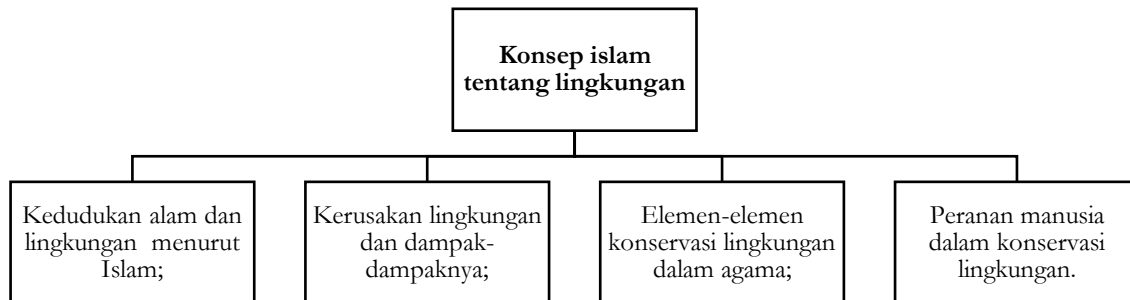 Konsep islam
tentang lingkungan
Kedudukan alam dan
lingkungan menurut
Islam;
Kerusakan lingkungan
dan dampak-
dampaknya;
Elemen-elemen
konservasi lingkungan
dalam agama;
Peranan manusia
dalam konservasi
lingkungan.